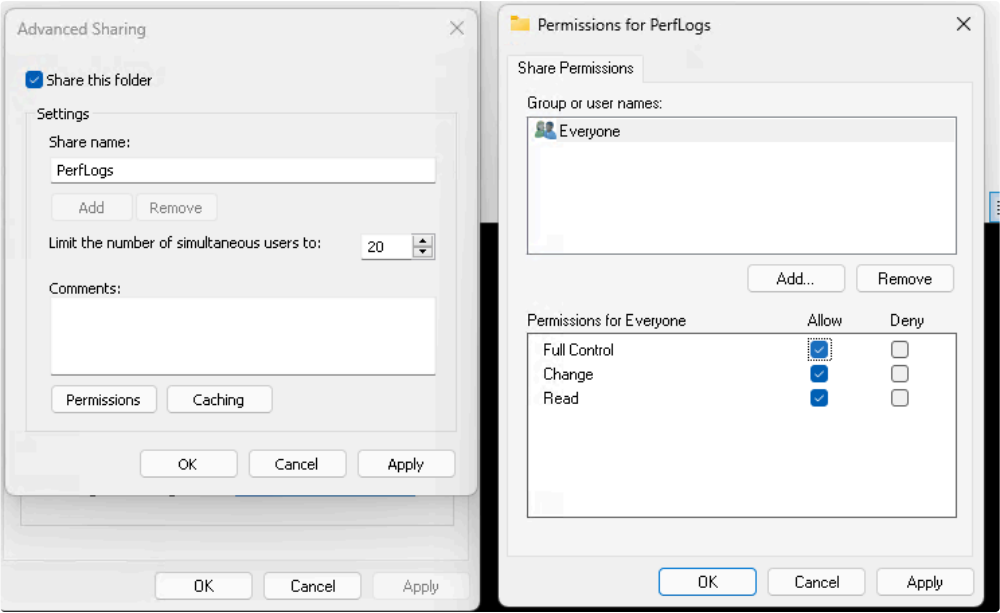 Advanced Sharing
Share this folder
Settings
Share name:
PerfLogs
Add Remove
Limit the number of simultaneous users to: 20
Comments:
Permissions Caching
OK Cancel Apply
OK Cancel Apply
Permissions for PerfLogs
Share Permissions
Group or user names:
Everyone
Add... Remove
Permissions for Everyone Allow Deny
Full Control
Change
Read
OK Cancel Apply